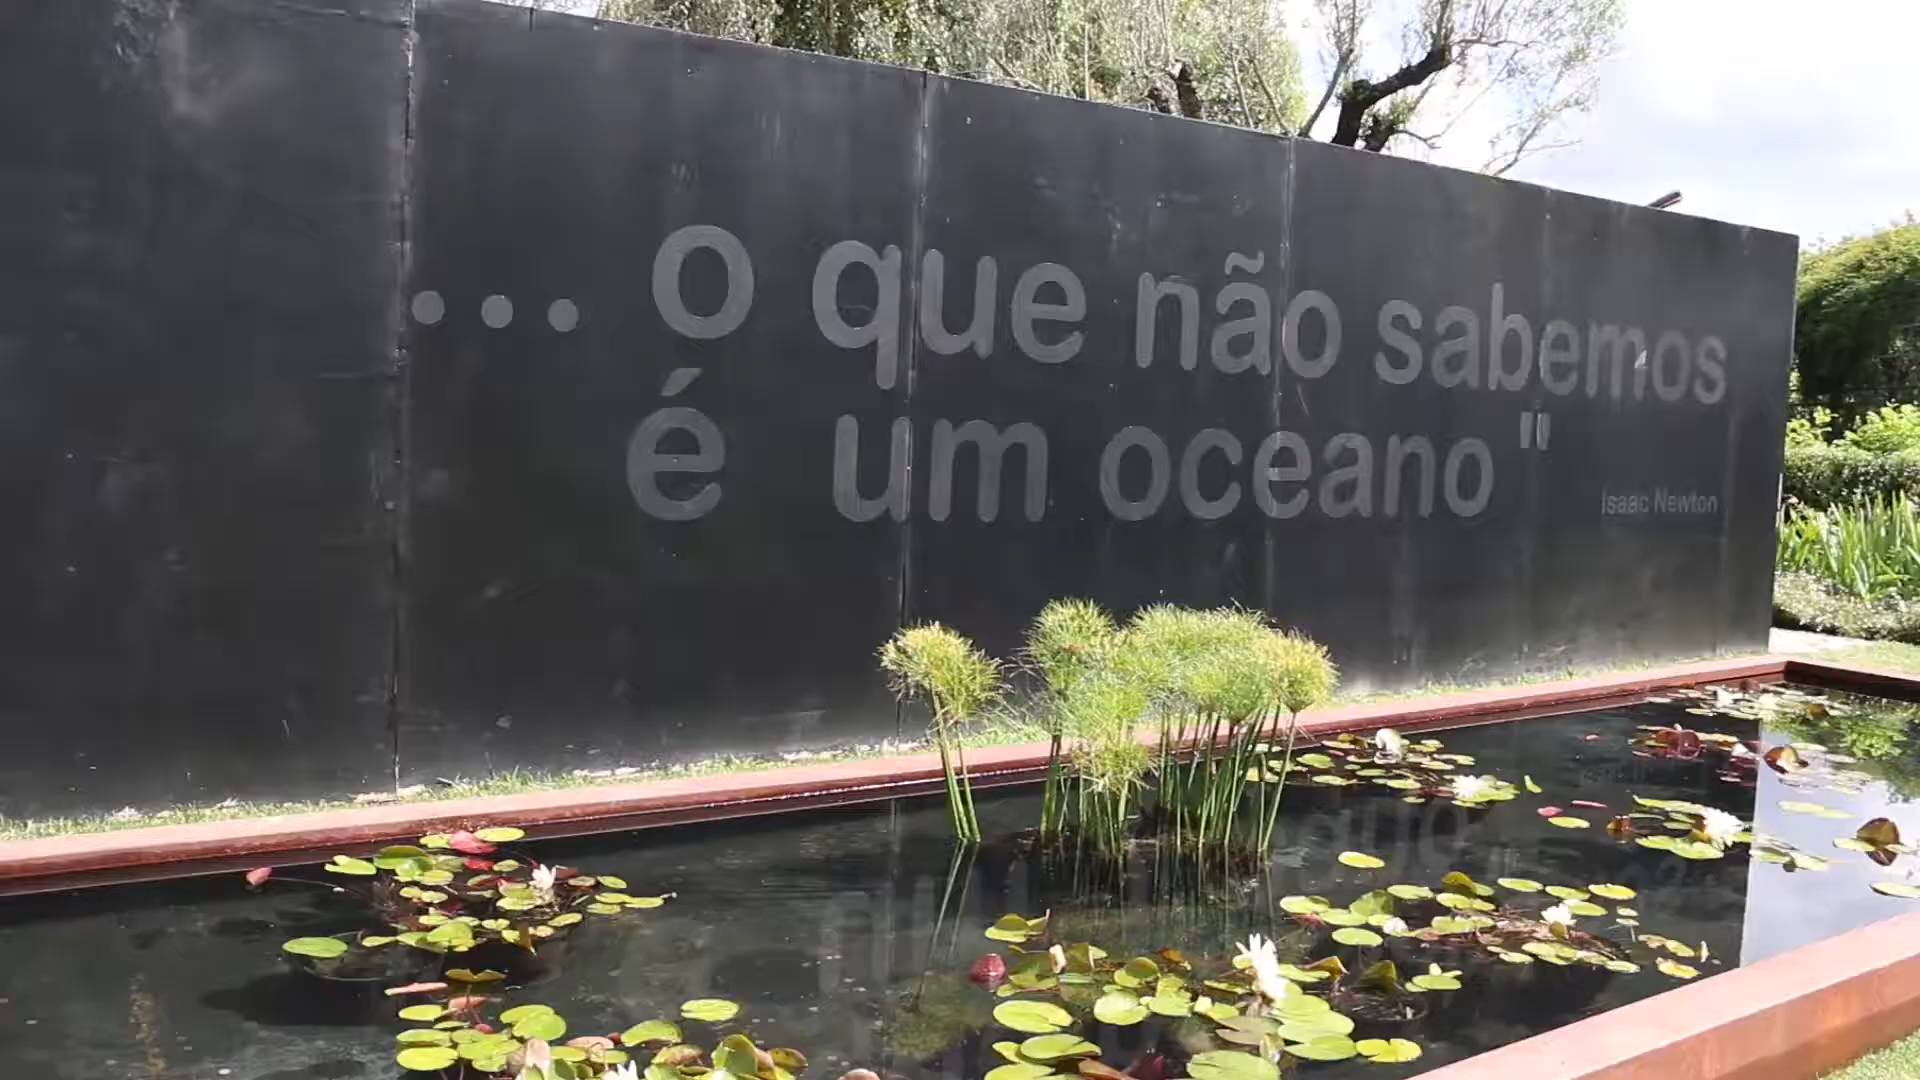 ... o que não sabemos
é um oceano"
Isaac Newton